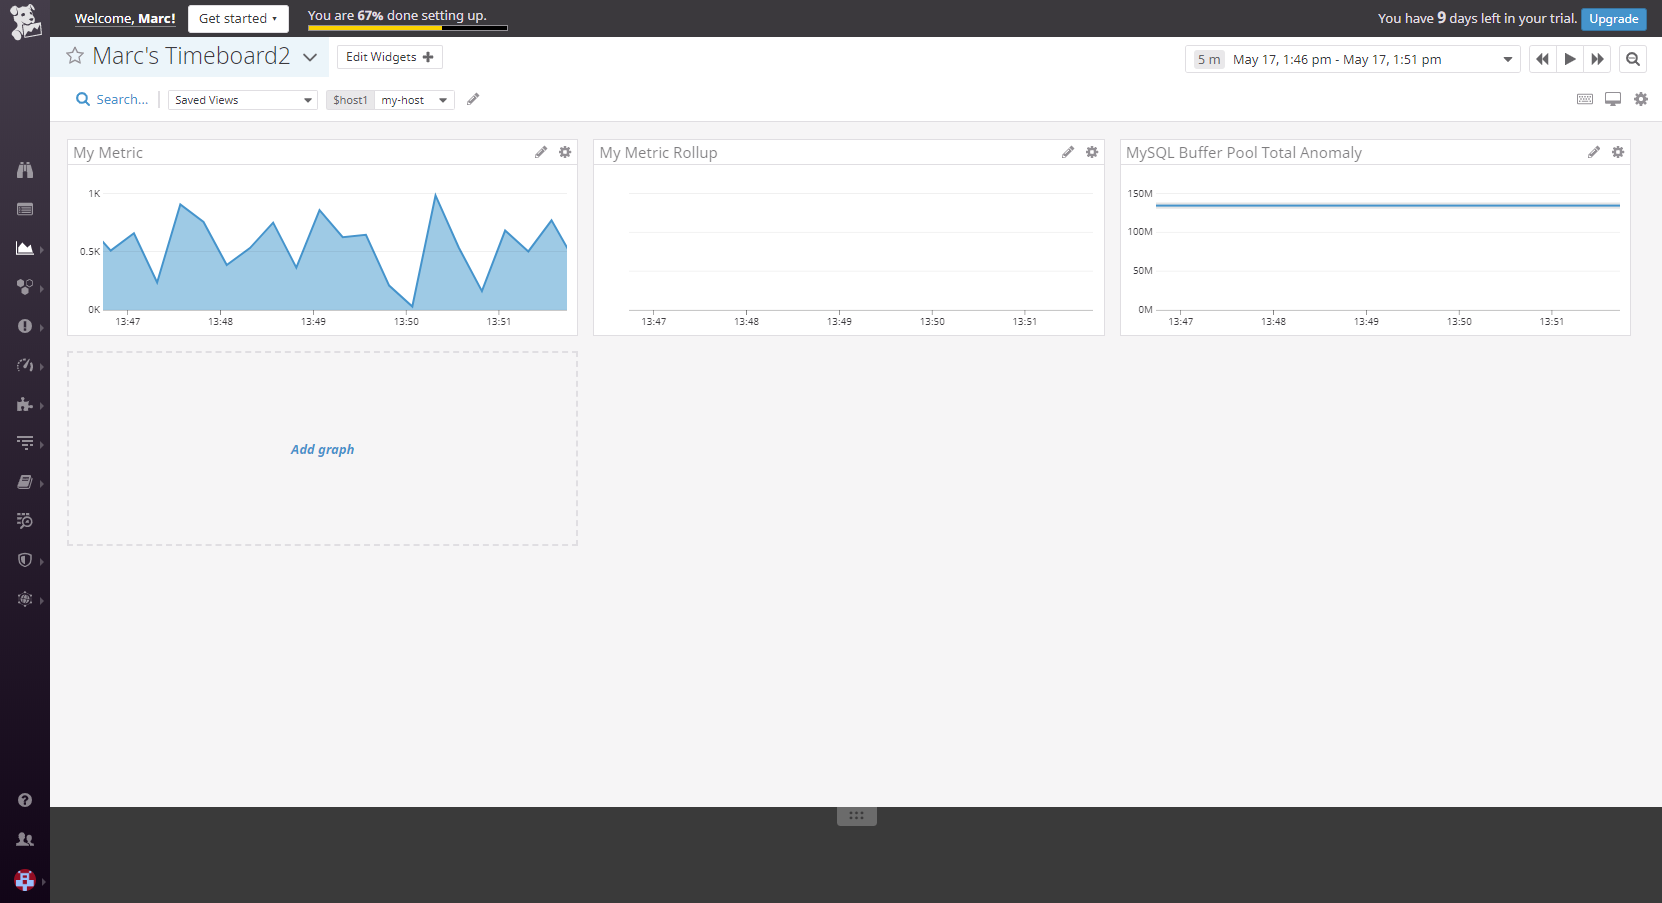 Welcome, Marc!
Get started
You are 67% done setting up.
You have 9 days left in your trial.
Upgrade
Marc's Timeboard2
Edit Widgets
5 m
May 17, 1:46 pm - May 17, 1:51 pm
Search...
Saved Views
$host1
my-host
My Metric
1K
0.5K
0K
13:47
13:48
13:49
13:50
13:51
My Metric Rollup
13:47
13:48
13:49
13:50
13:51
MySQL Buffer Pool Total Anomaly
150M
100M
50M
0M
13:47
13:48
13:49
13:50
13:51
Add graph